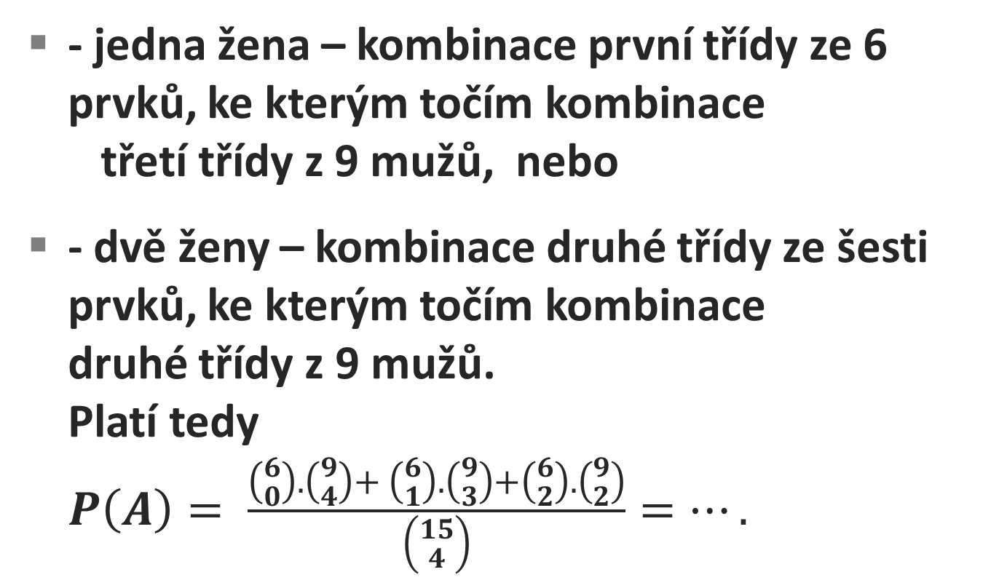 ▪ - jedna žena – kombinace první třídy ze 6
prvků, ke kterým točím kombinace
třetí třídy z 9 mužů, nebo
▪ - dvě ženy – kombinace druhé třídy ze šesti
prvků, ke kterým točím kombinace
druhé třídy z 9 mužů.
Platí tedy
$P(A) = \frac{\binom{6}{0}.\binom{9}{4}+\binom{6}{1}.\binom{9}{3}+\binom{6}{2}.\binom{9}{2}}{\binom{15}{4}} = \cdots.$